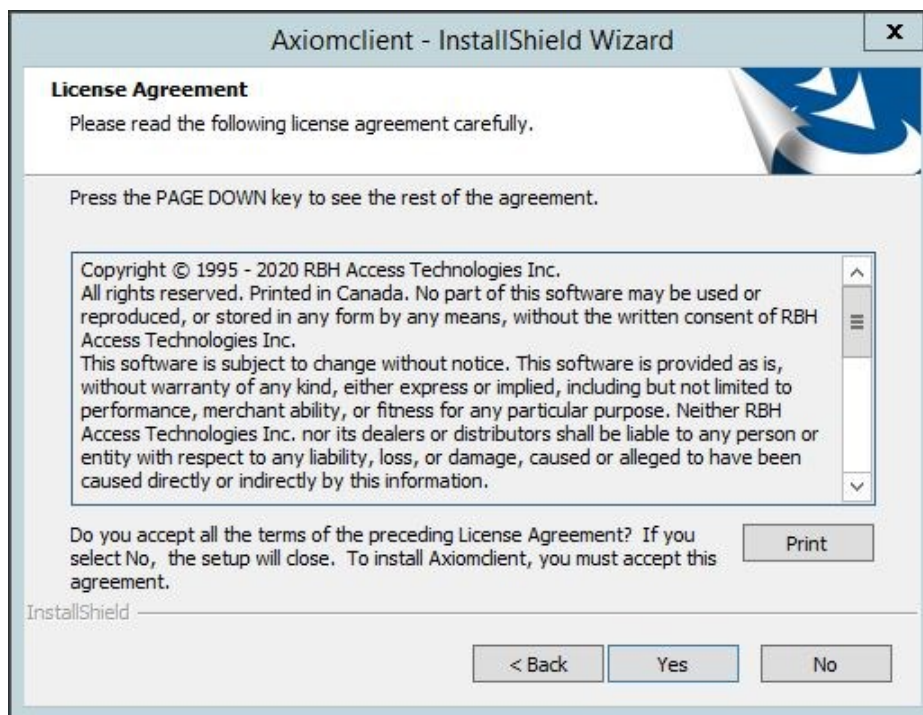 Axiomclient - InstallShield Wizard
x
License Agreement
Please read the following license agreement carefully.
Press the PAGE DOWN key to see the rest of the agreement.
Copyright © 1995 - 2020 RBH Access Technologies Inc.
All rights reserved. Printed in Canada. No part of this software may be used or
reproduced, or stored in any form by any means, without the written consent of RBH
Access Technologies Inc.
This software is subject to change without notice. This software is provided as is,
without warranty of any kind, either express or implied, including but not limited to
performance, merchant ability, or fitness for any particular purpose. Neither RBH
Access Technologies Inc. nor its dealers or distributors shall be liable to any person or
entity with respect to any liability, loss, or damage, caused or alleged to have been
caused directly or indirectly by this information.
Do you accept all the terms of the preceding License Agreement? If you
select No, the setup will close. To install Axiomclient, you must accept this
agreement.
Print
InstallShield
< Back
Yes
No